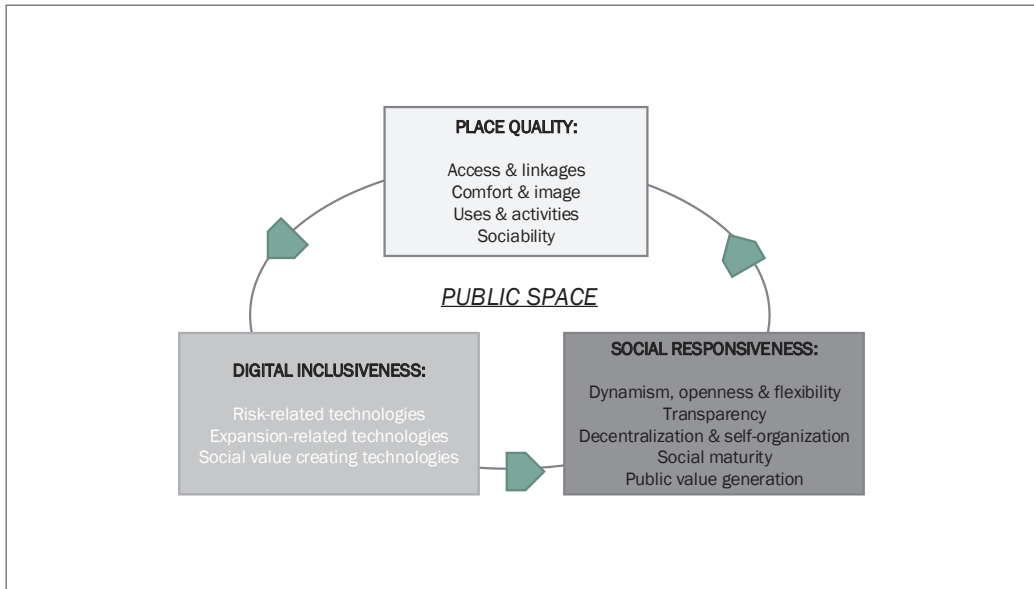 PLACE QUALITY:
Access & linkages
Comfort & image
Uses & activities
Sociability
PUBLIC SPACE
DIGITAL INCLUSIVENESS:
Risk-related technologies
Expansion-related technologies
Social value creating technologies
SOCIAL RESPONSIVENESS:
Dynamism, openness & flexibility
Transparency
Decentralization & self-organization
Social maturity
Public value generation